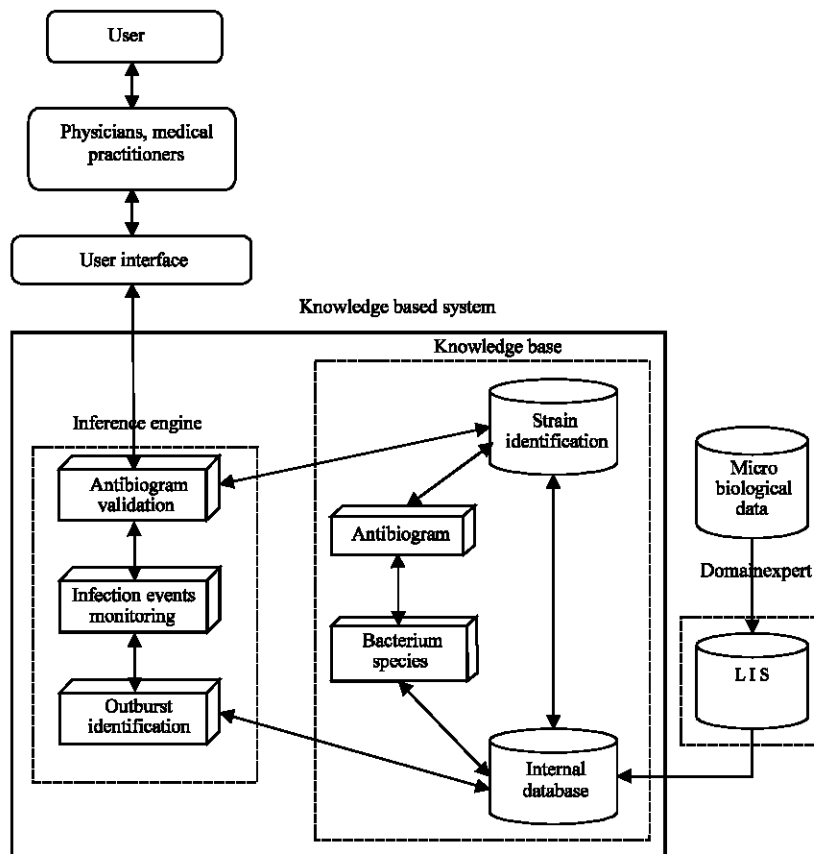 User
Physicians, medical
practitioners
User interface
Knowledge based system
Knowledge base
Inference engine
Strain
identification
Antibiogram
validation
Micro
biological
data
Antibiogram
Domainexpert
Infection events
monitoring
Bacterium
species
L I S
Outburst
identification
Internal
database